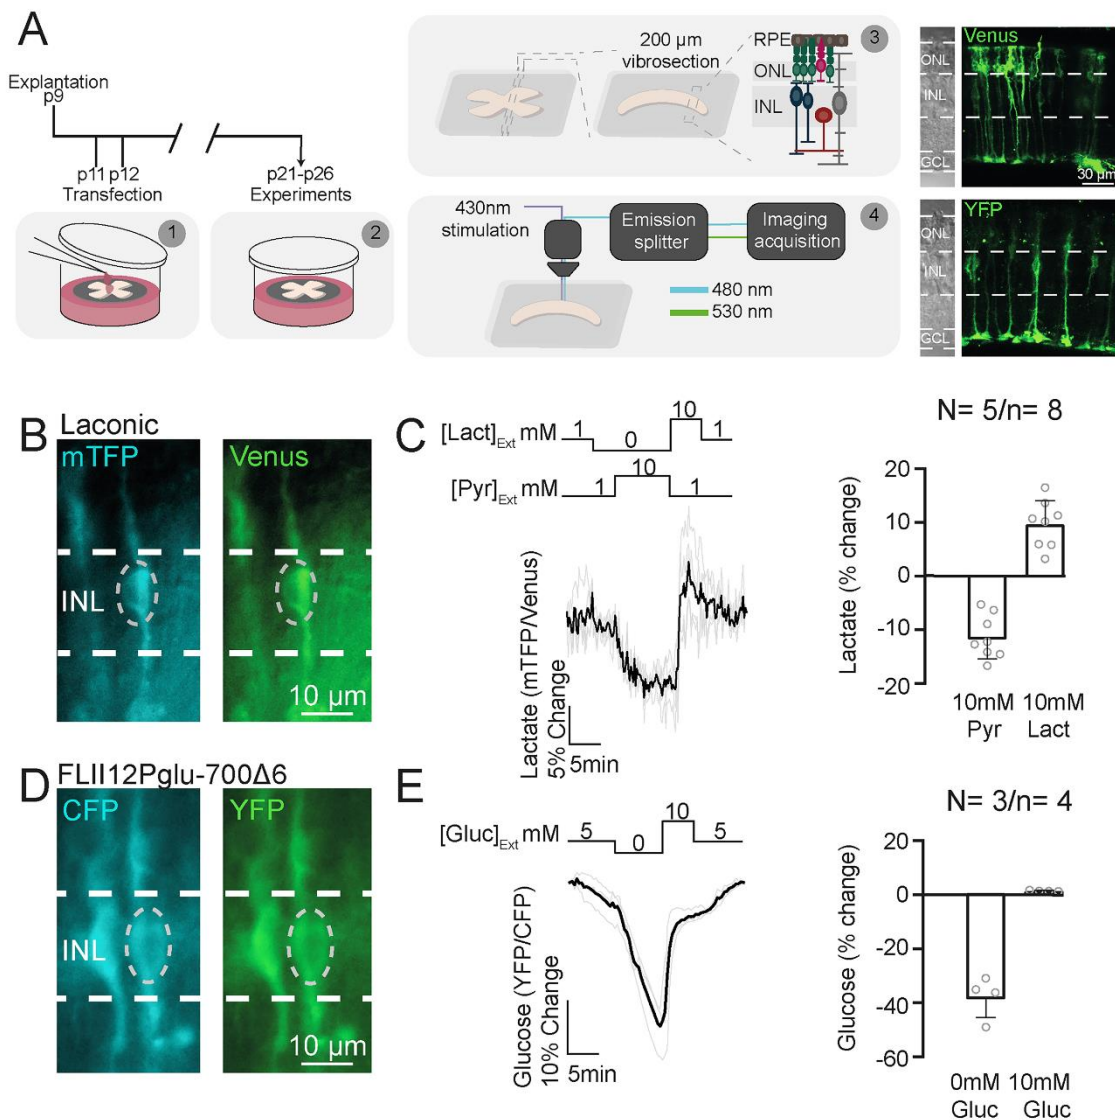 A
Explantation
p9
p11 p12
Transfection
p21-p26
Experiments
1
2
200 µm
vibrosection
RPE
ONL
INL
3
430nm
stimulation
Emission
splitter
Imaging
acquisition
4
480 nm
530 nm
Venus
ONL
INL
GCL
30 µm
YFP
ONL
INL
GCL
B
Laconic
mTFP
Venus
INL
10 µm
C
[Lact]Ext mM
1
0
10
1
[Pyr]Ext mM
1
10
1
Lactate (mTFP/Venus)
5% Change
5min
N= 5/n= 8
Lactate (% change)
20
10
0
-10
-20
10mM
Pyr
10mM
Lact
D
FLII12Pglu-700Δ6
CFP
YFP
INL
10 µm
E
[Gluc]Ext mM
5
0
10
5
Glucose (YFP/CFP)
10% Change
5min
N= 3/n= 4
Glucose (% change)
20
0
-20
-40
-60
0mM
Gluc
10mM
Gluc